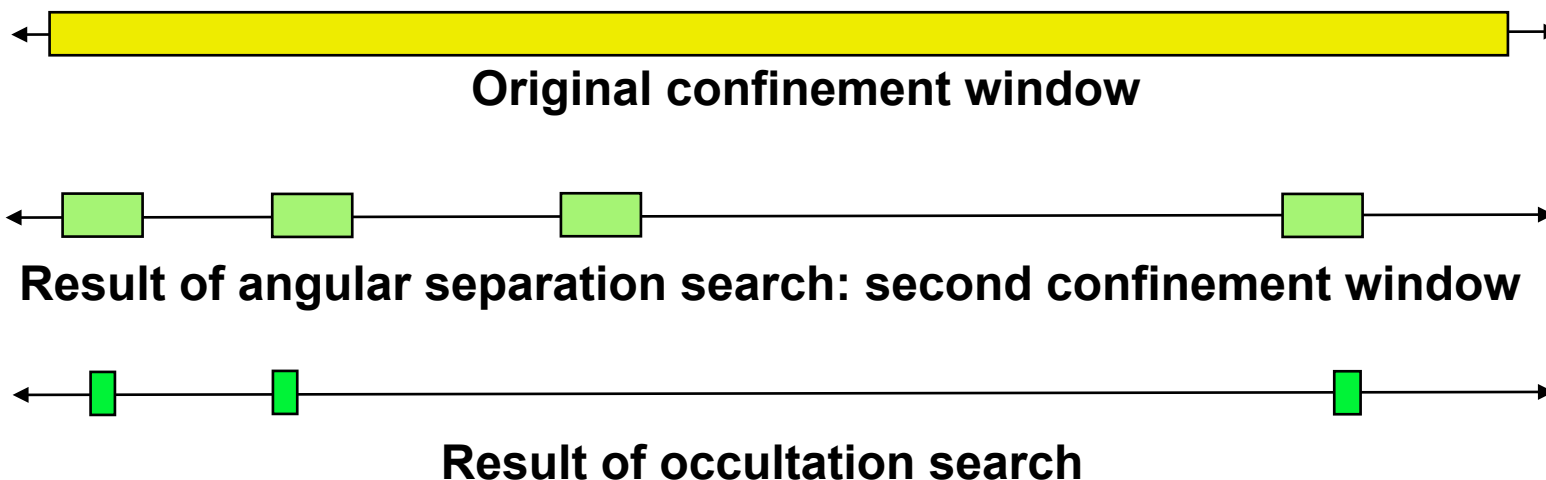 Original confinement window
Result of angular separation search: second confinement window
Result of occultation search